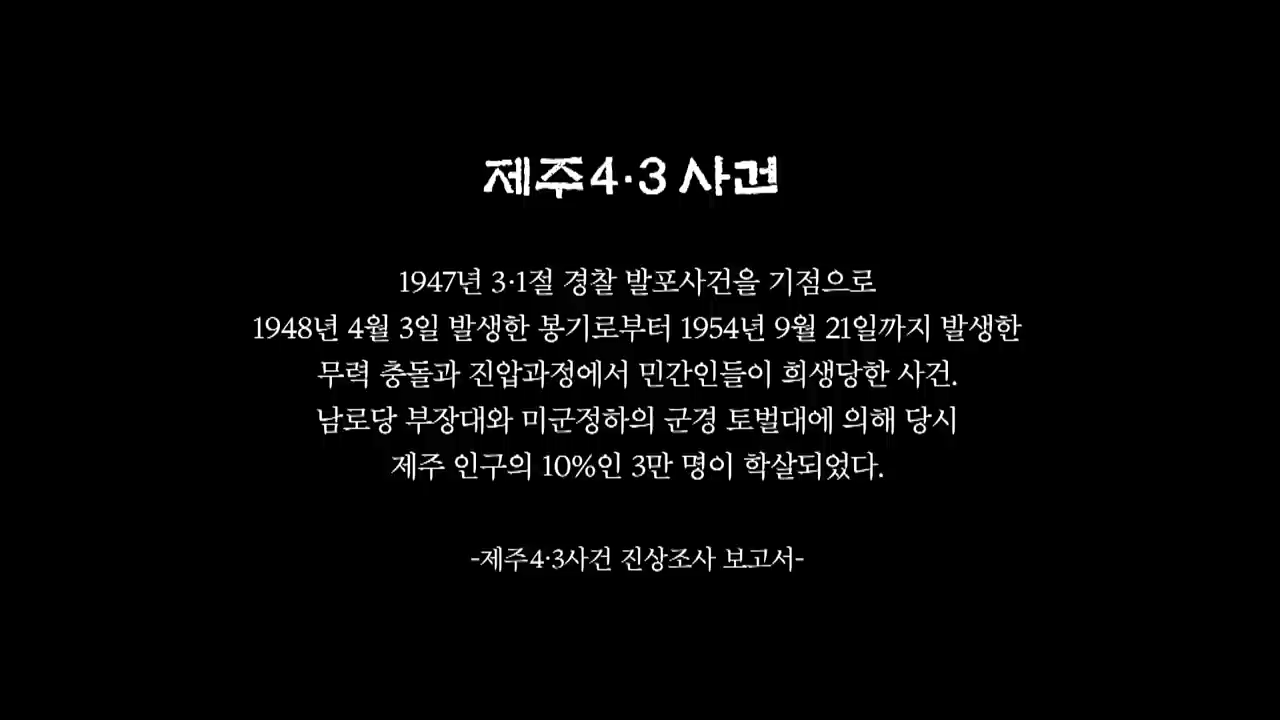 제주4·3 사건
1947년 3·1절 경찰 발포사건을 기점으로
1948년 4월 3일 발생한 봉기로부터 1954년 9월 21일까지 발생한
무력 충돌과 진압과정에서 민간인들이 희생당한 사건.
남로당 부장대와 미군정하의 군경 토벌대에 의해 당시
제주 인구의 10%인 3만 명이 학살되었다.
-제주4·3사건 진상조사 보고서-